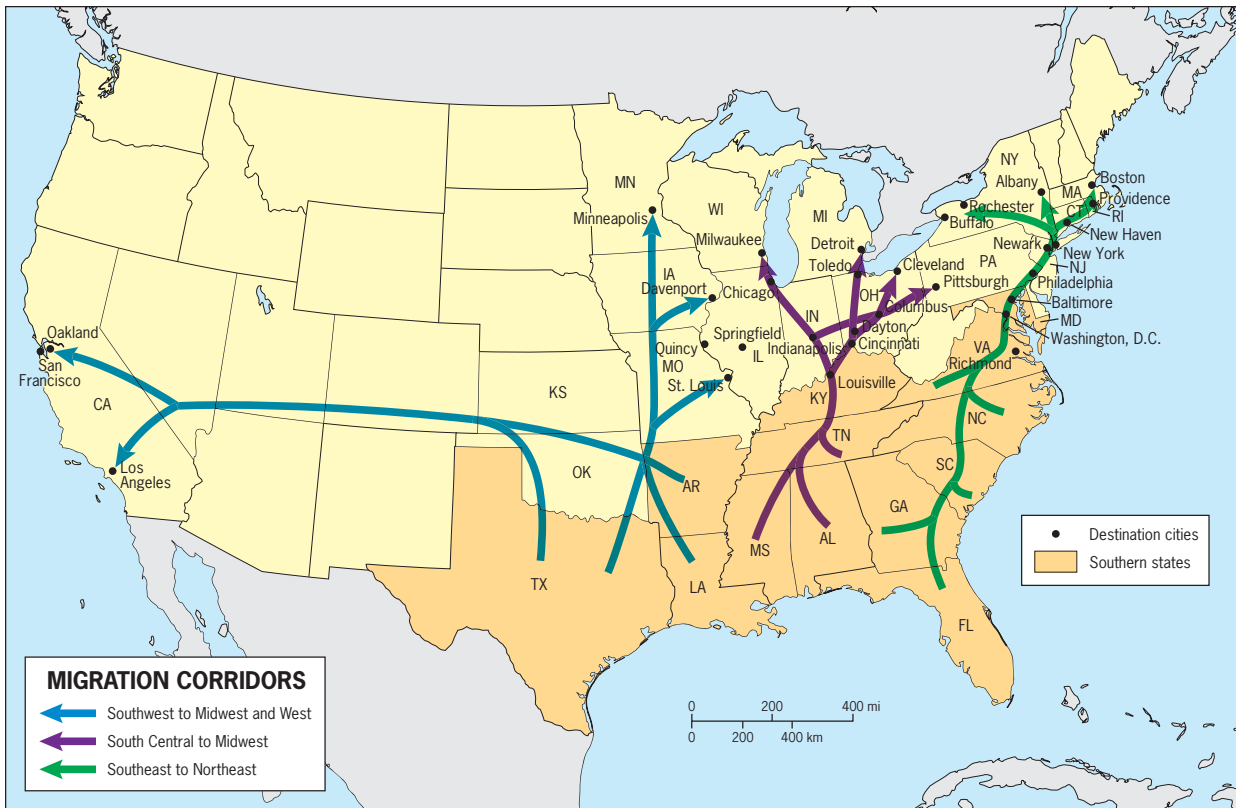 NY
Albany
MA
Boston
Providence
Rochester
CT
RI
Buffalo
New Haven
MN
Minneapolis
WI
MI
Milwaukee
Detroit
Newark
New York
PA
NJ
Toledo
Cleveland
Pittsburgh
Philadelphia
IA
Davenport
Chicago
OH
Columbus
Baltimore
MD
IN
Dayton
Washington, D.C.
Springfield
Indianapolis
Cincinnati
VA
Richmond
Quincy
IL
MO
St. Louis
Louisville
KY
Oakland
San
Francisco
CA
KS
TN
NC
Los
Angeles
OK
AR
SC
GA
MS
AL
TX
LA
FL
Destination cities
Southern states
MIGRATION CORRIDORS
Southwest to Midwest and West
South Central to Midwest
Southeast to Northeast
0 200 400 mi
0 200 400 km